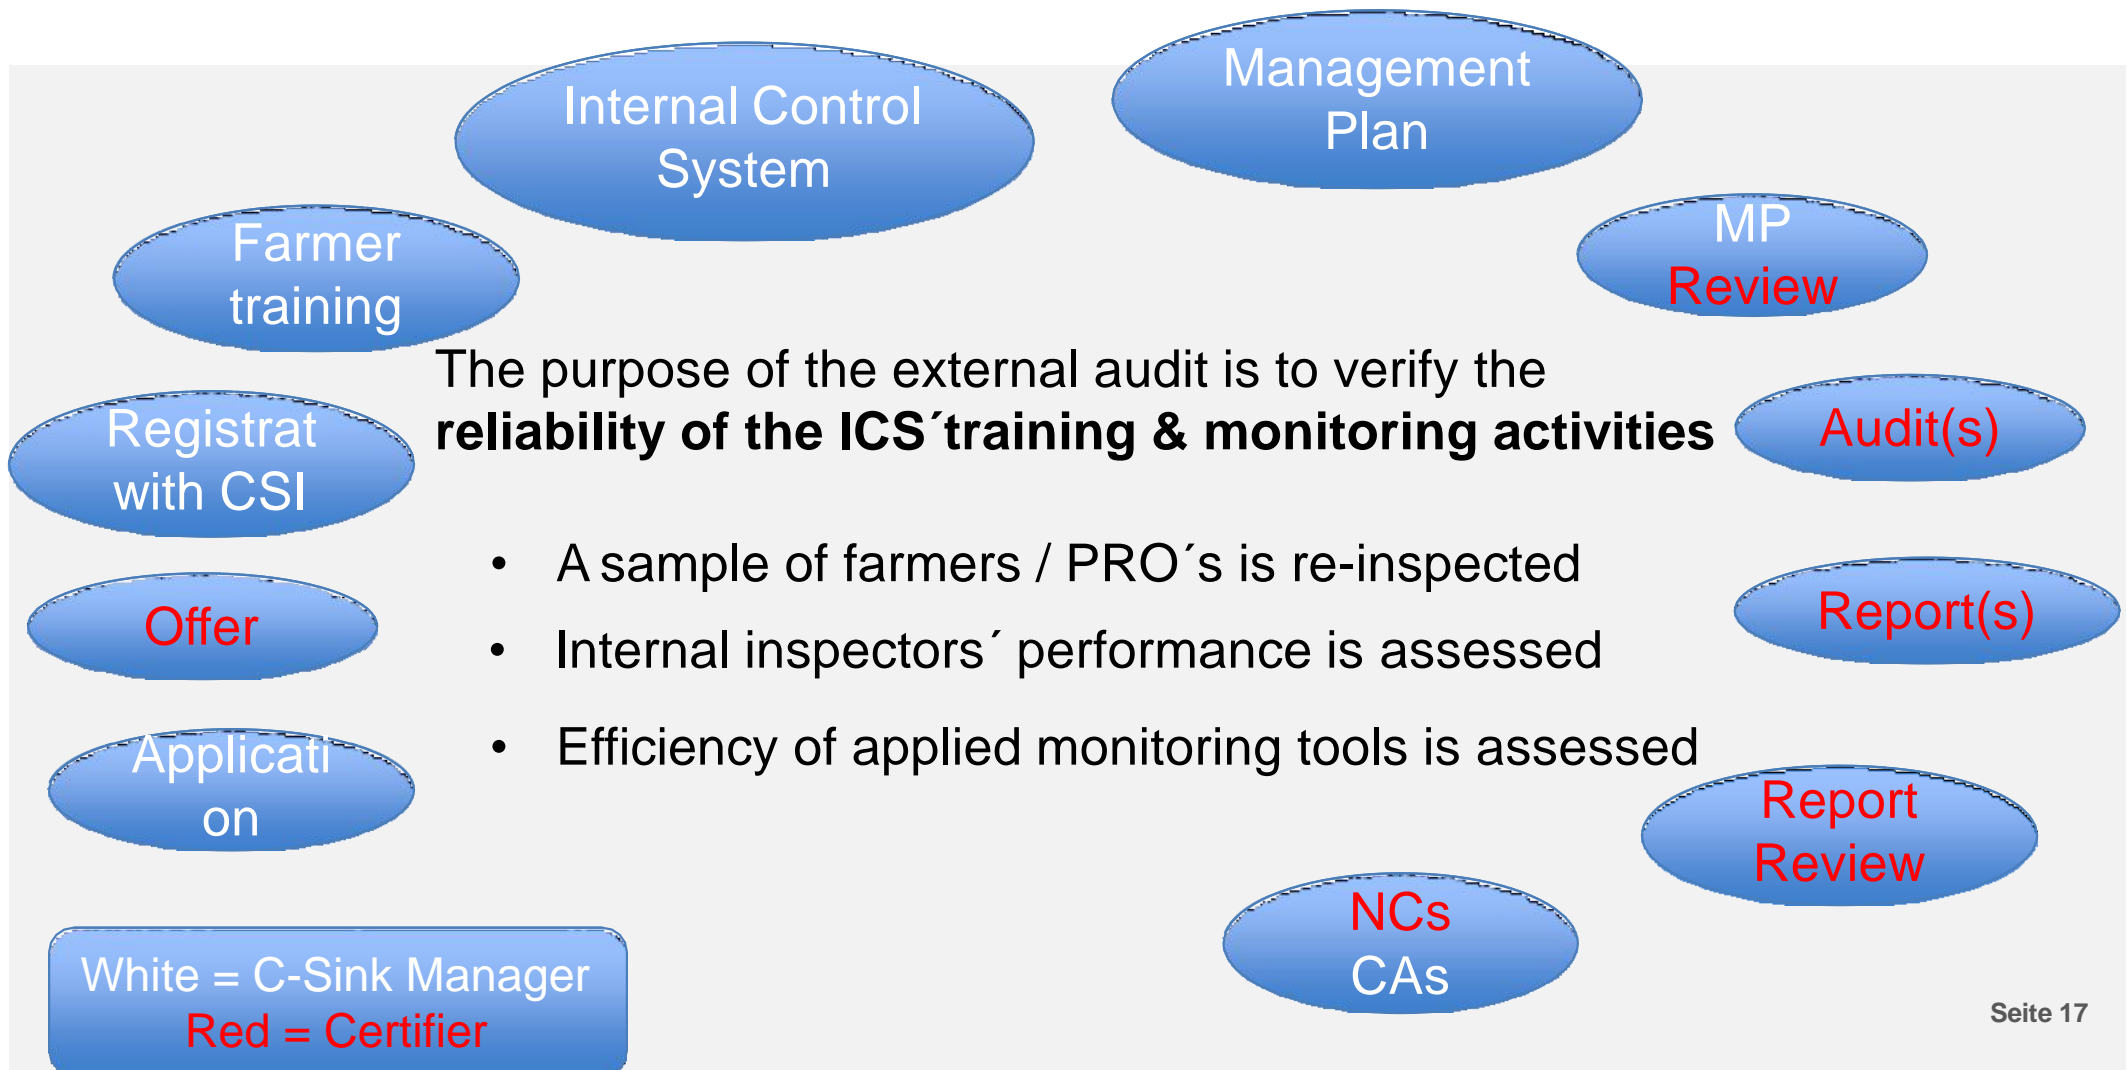 Management
Plan
Internal Control
System
MP
Review
Farmer
training
The purpose of the external audit is to verify the
reliability of the ICS´training & monitoring activities
Audit(s)
Registrat
with CSI
• A sample of farmers / PRO´s is re-inspected
Report(s)
Offer
• Internal inspectors´ performance is assessed
• Efficiency of applied monitoring tools is assessed
Applicati
on
Report
Review
NCs
CAs
White = C-Sink Manager
Red = Certifier
Seite 17